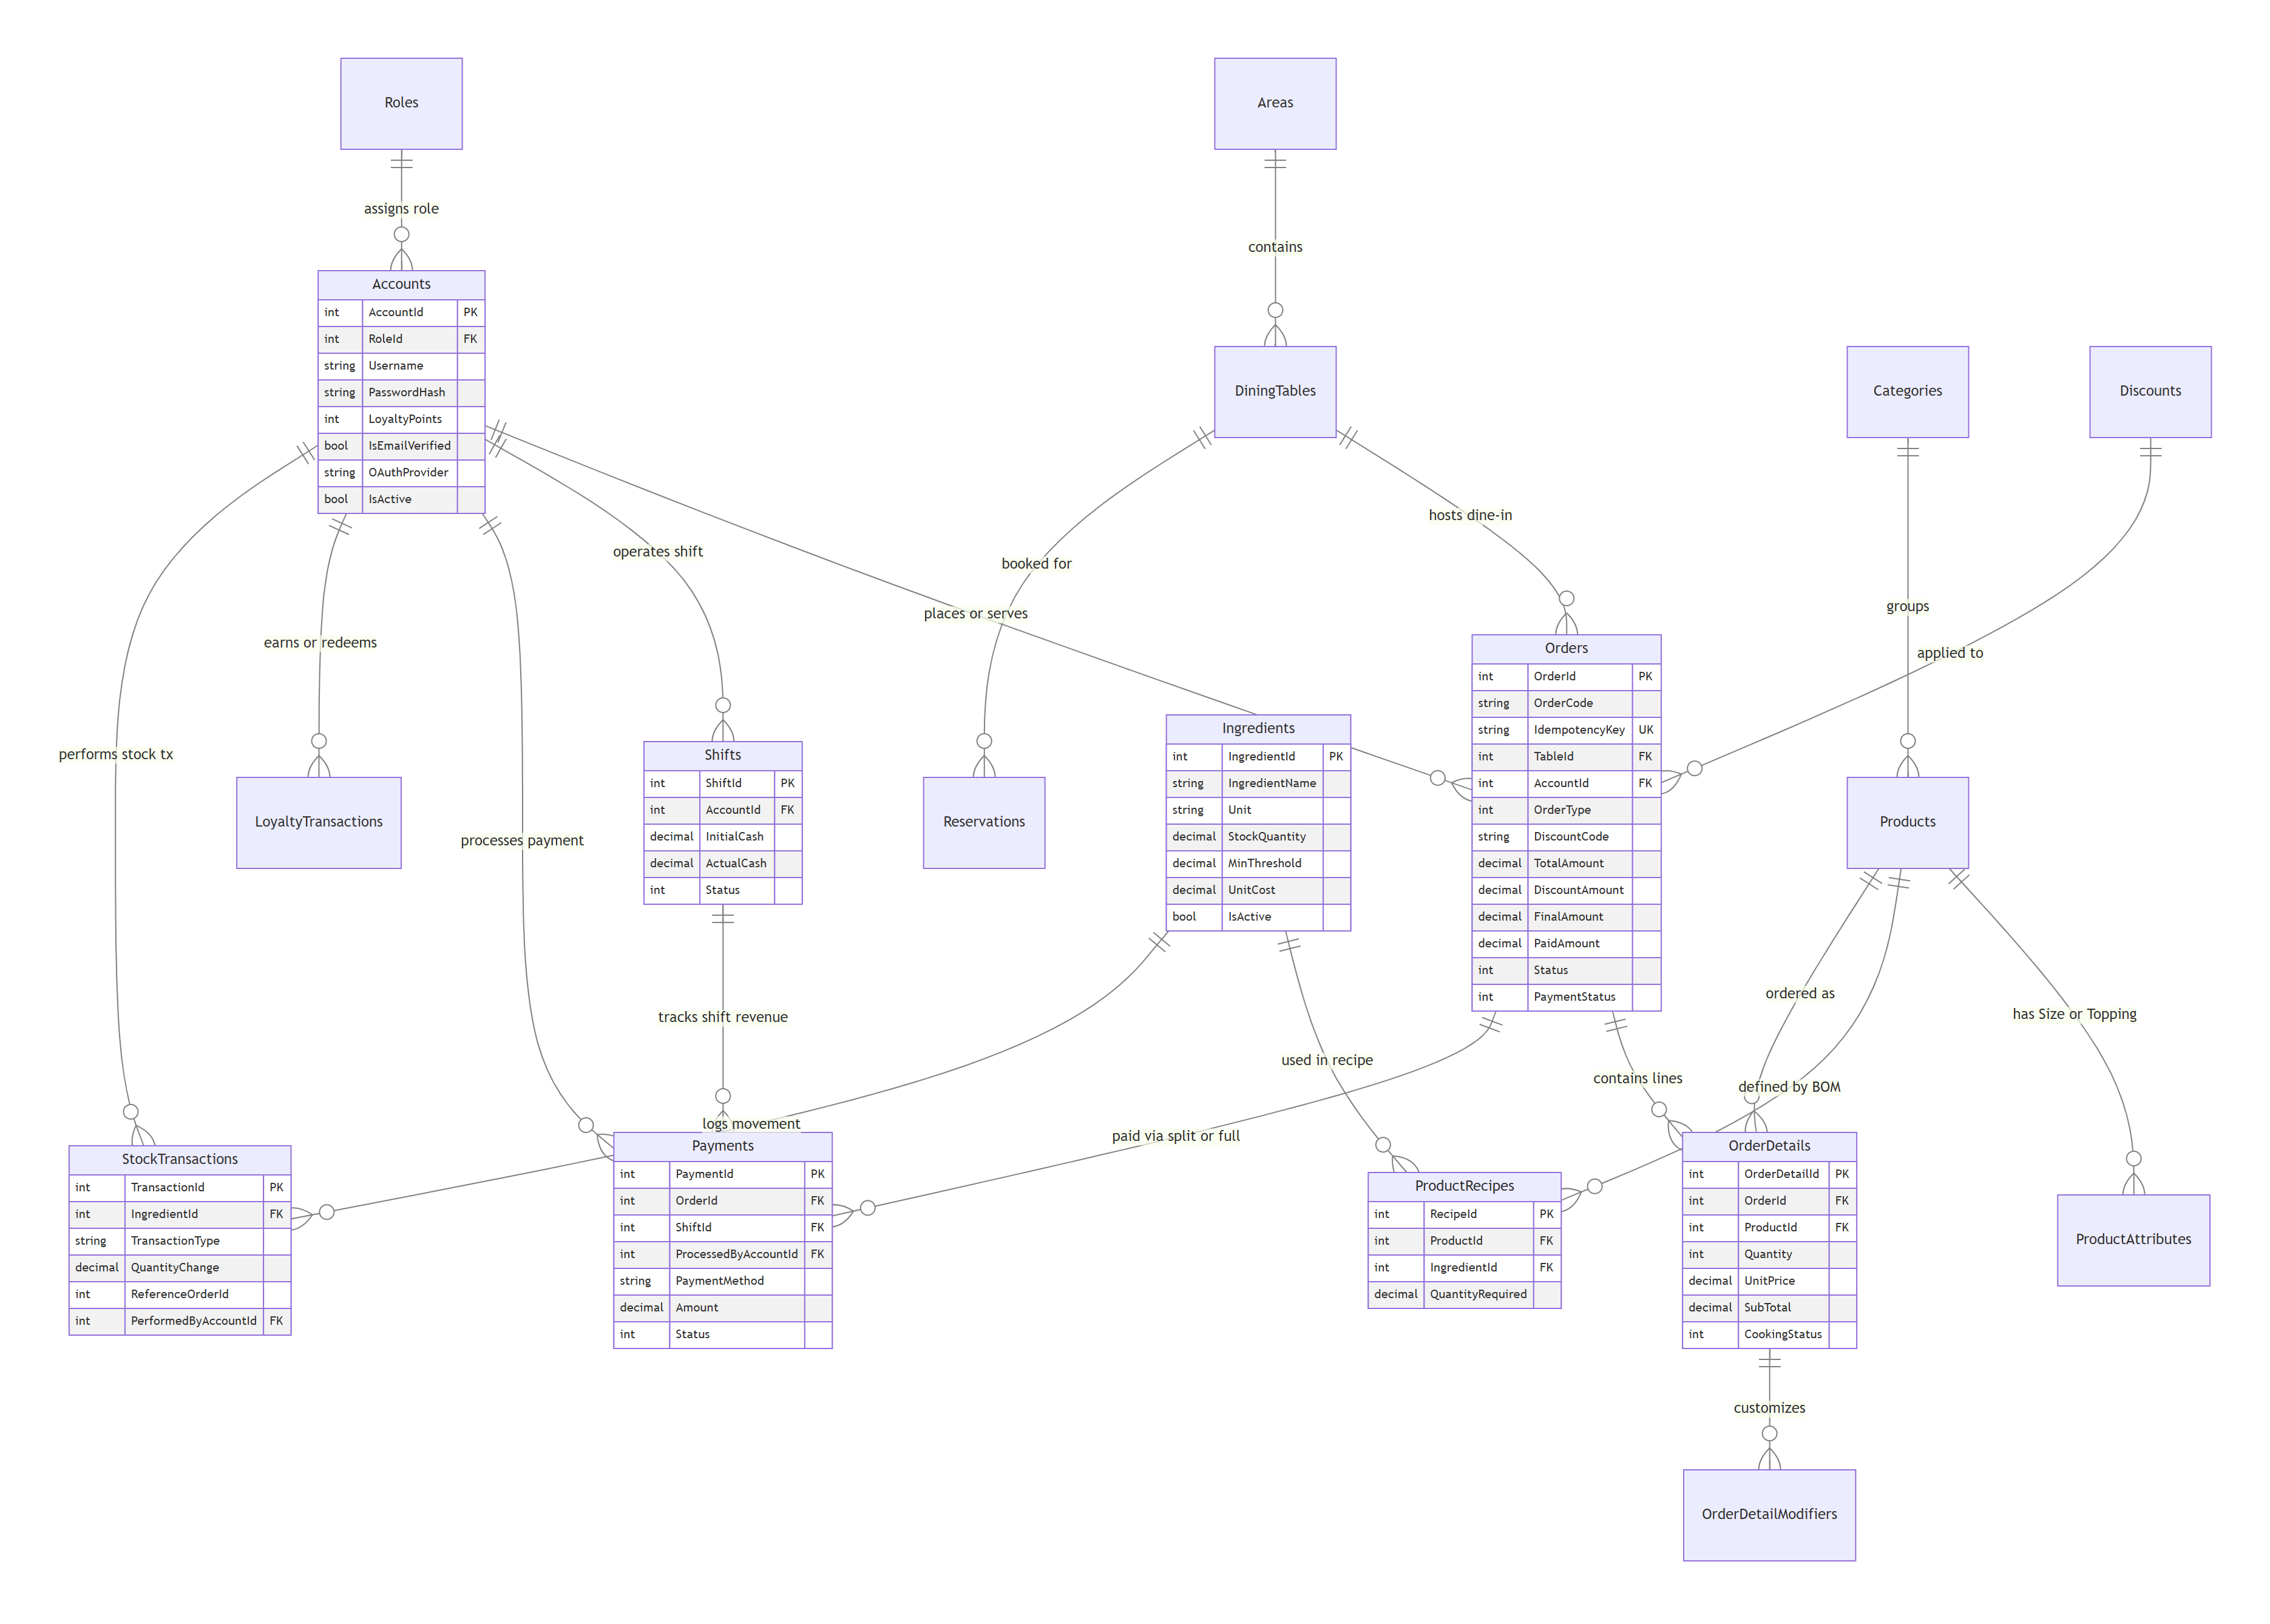 Roles
Areas
assigns role
contains
Accounts
int AccountId PK
int RoleId FK
string Username
string PasswordHash
int LoyaltyPoints
bool IsEmailVerified
string OAuthProvider
bool IsActive
DiningTables
Categories
Discounts
hosts dine-in
operates shift
booked for
places or serves
groups
earns or redeems
applied to
performs stock tx
processes payment
LoyaltyTransactions
Shifts
int ShiftId PK
int AccountId FK
decimal InitialCash
decimal ActualCash
int Status
Reservations
Ingredients
int IngredientId PK
string IngredientName
string Unit
decimal StockQuantity
decimal MinThreshold
decimal UnitCost
bool IsActive
Orders
int OrderId PK
string OrderCode
string IdempotencyKey UK
int TableId FK
int AccountId FK
int OrderType
string DiscountCode
decimal TotalAmount
decimal DiscountAmount
decimal FinalAmount
decimal PaidAmount
int Status
int PaymentStatus
Products
tracks shift revenue
used in recipe
ordered as
has Size or Topping
contains lines
defined by BOM
logs movement
paid via split or full
StockTransactions
int TransactionId PK
int IngredientId FK
string TransactionType
decimal QuantityChange
int ReferenceOrderId
int PerformedByAccountId FK
Payments
int PaymentId PK
int OrderId FK
int ShiftId FK
int ProcessedByAccountId FK
string PaymentMethod
decimal Amount
int Status
ProductRecipes
int RecipeId PK
int ProductId FK
int IngredientId FK
decimal QuantityRequired
OrderDetails
int OrderDetailId PK
int OrderId FK
int ProductId FK
int Quantity
decimal UnitPrice
decimal SubTotal
int CookingStatus
ProductAttributes
customizes
OrderDetailModifiers